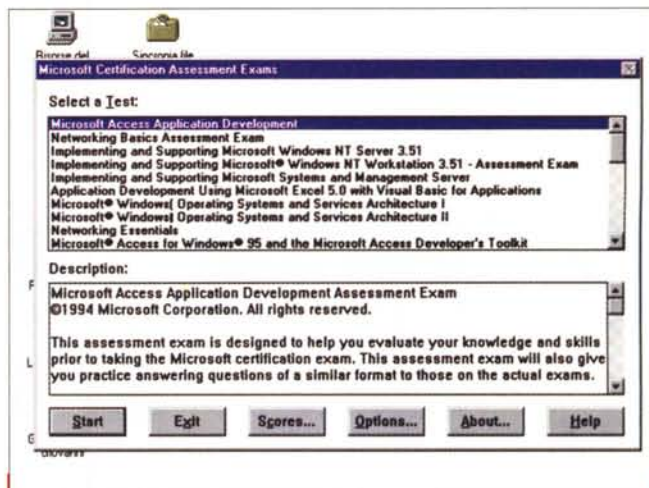 Risorse del
Sincronia file
Microsoft Certification Assessment Exams
Select a Test:
Microsoft Access Application Development
Networking Basics Assessment Exam
Implementing and Supporting Microsoft Windows NT Server 3.51
Implementing and Supporting Microsoft® Windows NT Workstation 3.51 - Assessment Exam
Implementing and Supporting Microsoft Systems and Management Server
Application Development Using Microsoft Excel 5.0 with Visual Basic for Applications
Microsoft® Windows[ Operating Systems and Services Architecture I
Microsoft® Windows[ Operating Systems and Services Architecture II
Networking Essentials
Microsoft® Access for Windows® 95 and the Microsoft Access Developer's Toolkit
Description:
Microsoft Access Application Development Assessment Exam
©1994 Microsoft Corporation. All rights reserved.
This assessment exam is designed to help you evaluate your knowledge and skills
prior to taking the Microsoft certification exam. This assessment exam will also give
you practice answering questions of a similar format to those on the actual exams.
Start
Exit
Scores...
Options...
About...
Help
Giovanni